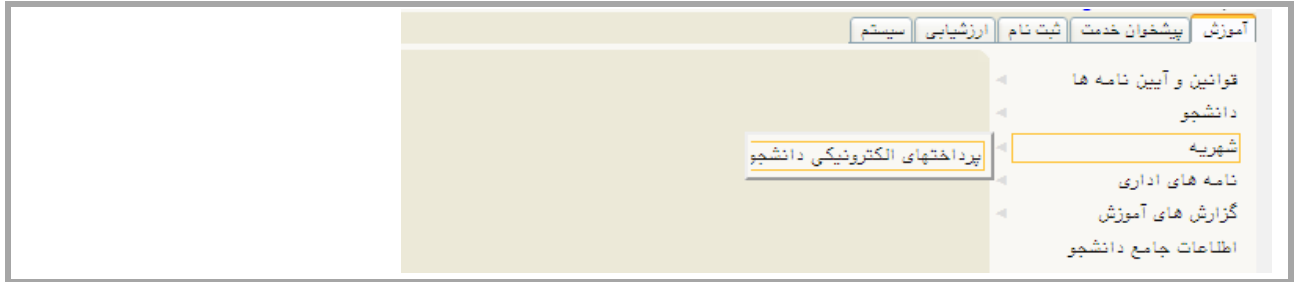 آموزش پیشخوان خدمت ثبت نام ارزشیابی سیستم
قوانین و آیین نامه ها
دانشجو
شهریه
پرداختهای الکترونیکی دانشجو
نامه های اداری
گزارش های آموزش
اطلاعات جامع دانشجو